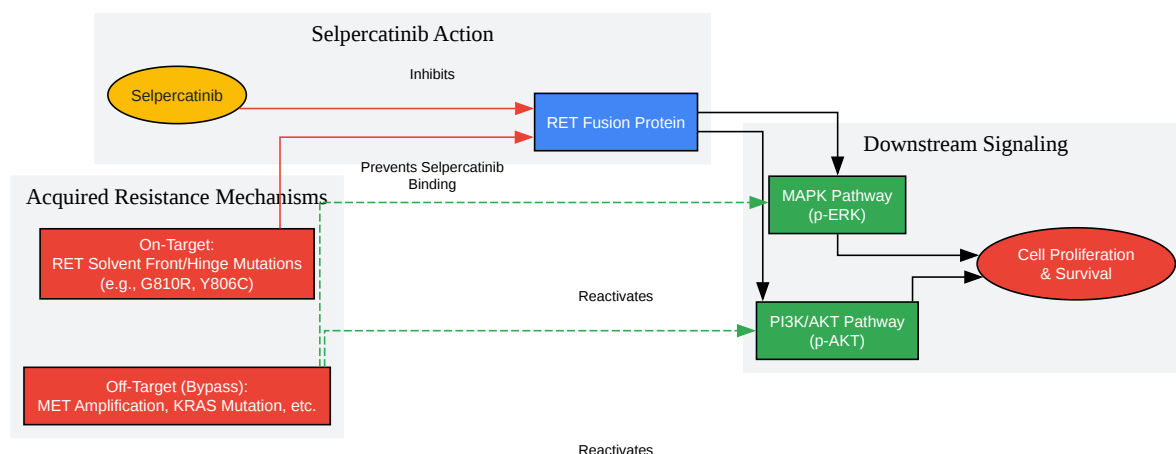 Selpercatinib Action
Inhibits
Selpercatinib
RET Fusion Protein
Downstream Signaling
Prevents Selpercatinib
Binding
Acquired Resistance Mechanisms
MAPK Pathway
(p-ERK)
On-Target:
RET Solvent Front/Hinge Mutations
(e.g., G810R, Y806C)
Cell Proliferation
& Survival
Reactivates
PI3K/AKT Pathway
(p-AKT)
Off-Target (Bypass):
MET Amplification, KRAS Mutation, etc.
Reactivates